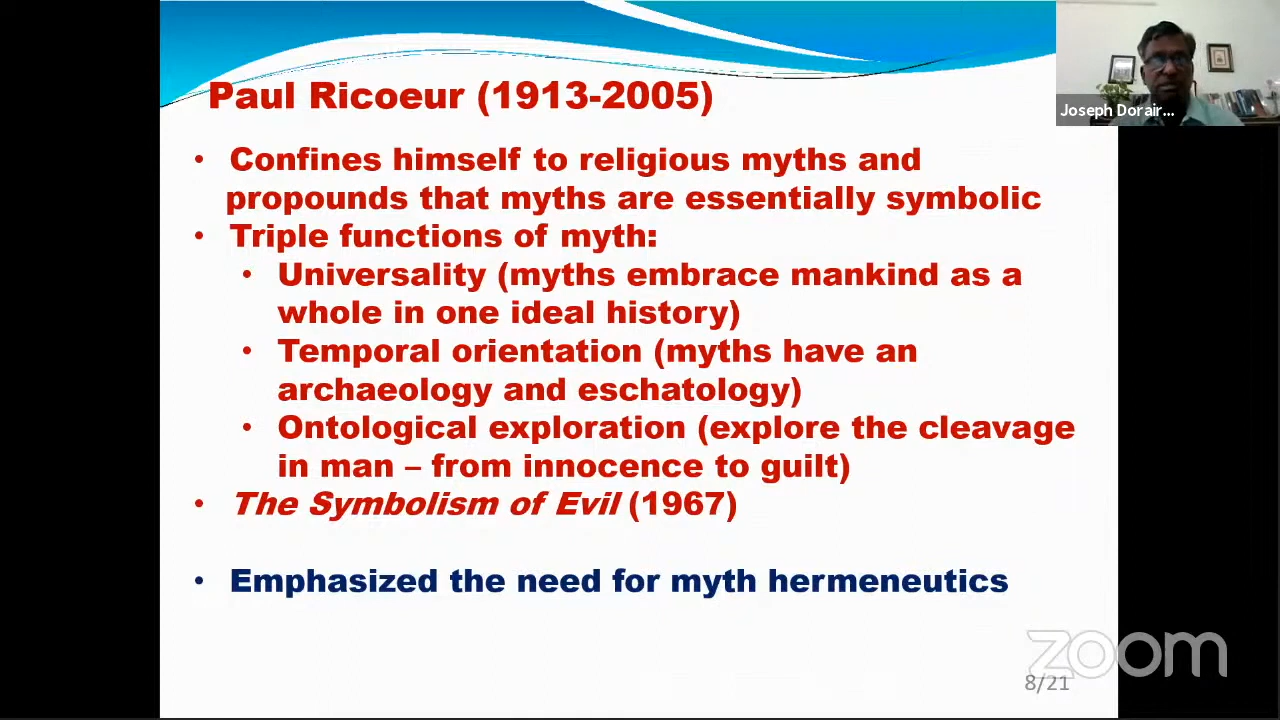 Paul Ricoeur (1913-2005)
Joseph Dorair...
• Confines himself to religious myths and
propounds that myths are essentially symbolic
• Triple functions of myth:
• Universality (myths embrace mankind as a
whole in one ideal history)
• Temporal orientation (myths have an
archaeology and eschatology)
• Ontological exploration (explore the cleavage
in man – from innocence to guilt)
• The Symbolism of Evil (1967)
• Emphasized the need for myth hermeneutics
zoom
8/21